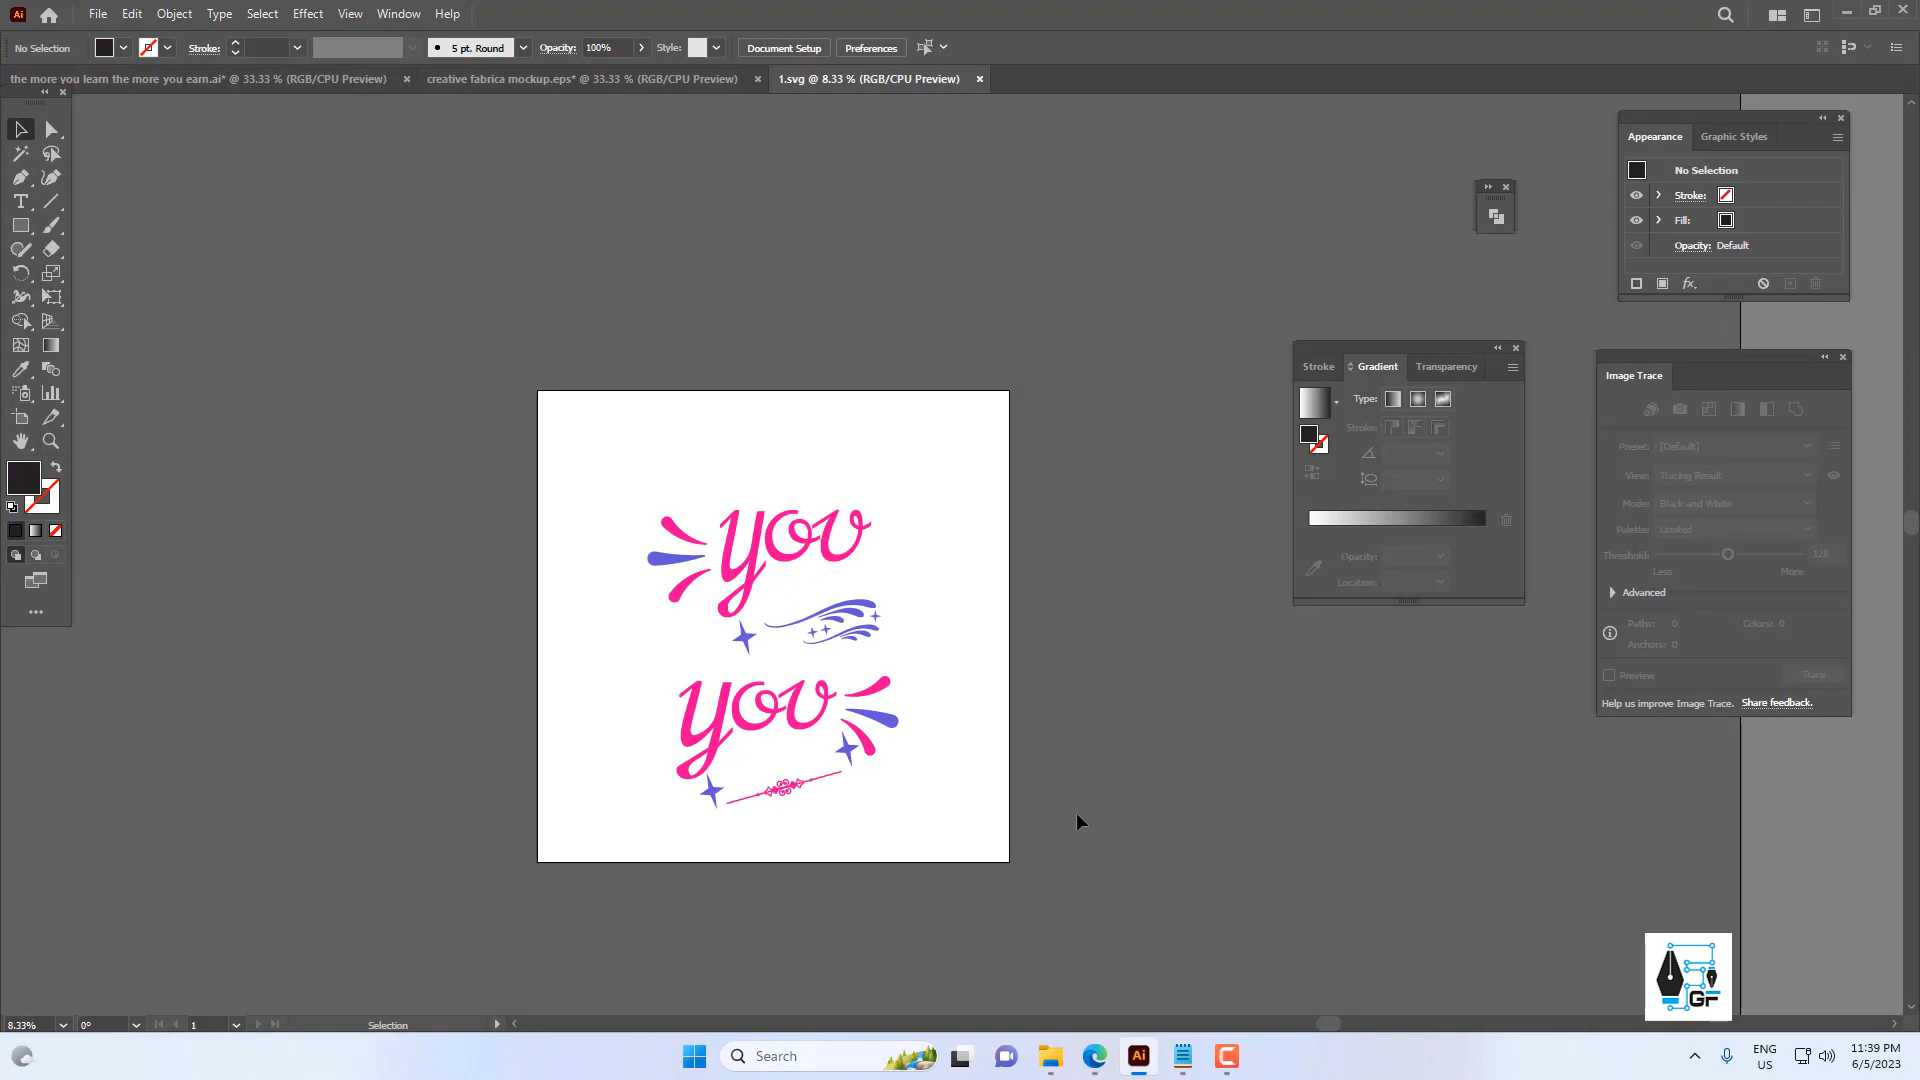 File Edit Object Type Select Effect View Window Help
No Selection Stroke: 5 pt. Round Opacity: 100% Style: Document Setup Preferences
the more you learn the more you earn.ai* @ 33.33 % (RGB/CPU Preview) creative fabrica mockup.eps* @ 33.33 % (RGB/CPU Preview) 1.svg @ 8.33 % (RGB/CPU Preview)
Appearance Graphic Styles
No Selection
Stroke:
Fill:
Opacity: Default
fx
Stroke Gradient Transparency
Type:
Stroke:
Opacity:
Location:
Image Trace
Preset: [Default]
View: Tracing Result
Mode: Black and White
Palette: Limited
Threshold: 128
Less More
Advanced
Paths: 0 Colors: 0
Anchors: 0
Preview Trace
Help us improve Image Trace. Share feedback.
you
you
GF
8.33% 0° 1 Selection
Search
Ai
ENG
US
11:39 PM
6/5/2023